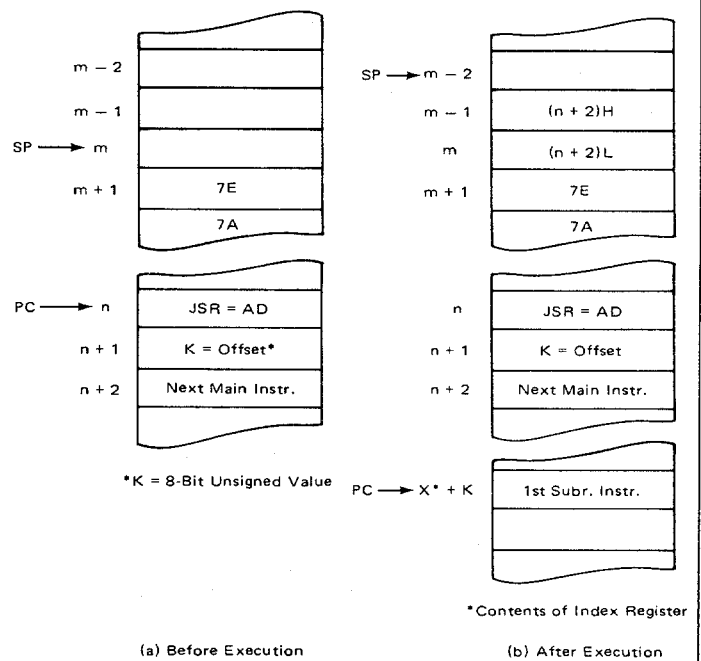 m – 2
m – 1
SP → m
m + 1 7E
7A
PC → n JSR = AD
n + 1 K = Offset*
n + 2 Next Main Instr.
*K = 8-Bit Unsigned Value
(a) Before Execution
SP → m – 2
m – 1 (n + 2)H
m (n + 2)L
m + 1 7E
7A
n JSR = AD
n + 1 K = Offset
n + 2 Next Main Instr.
PC → X* + K 1st Subr. Instr.
*Contents of Index Register
(b) After Execution